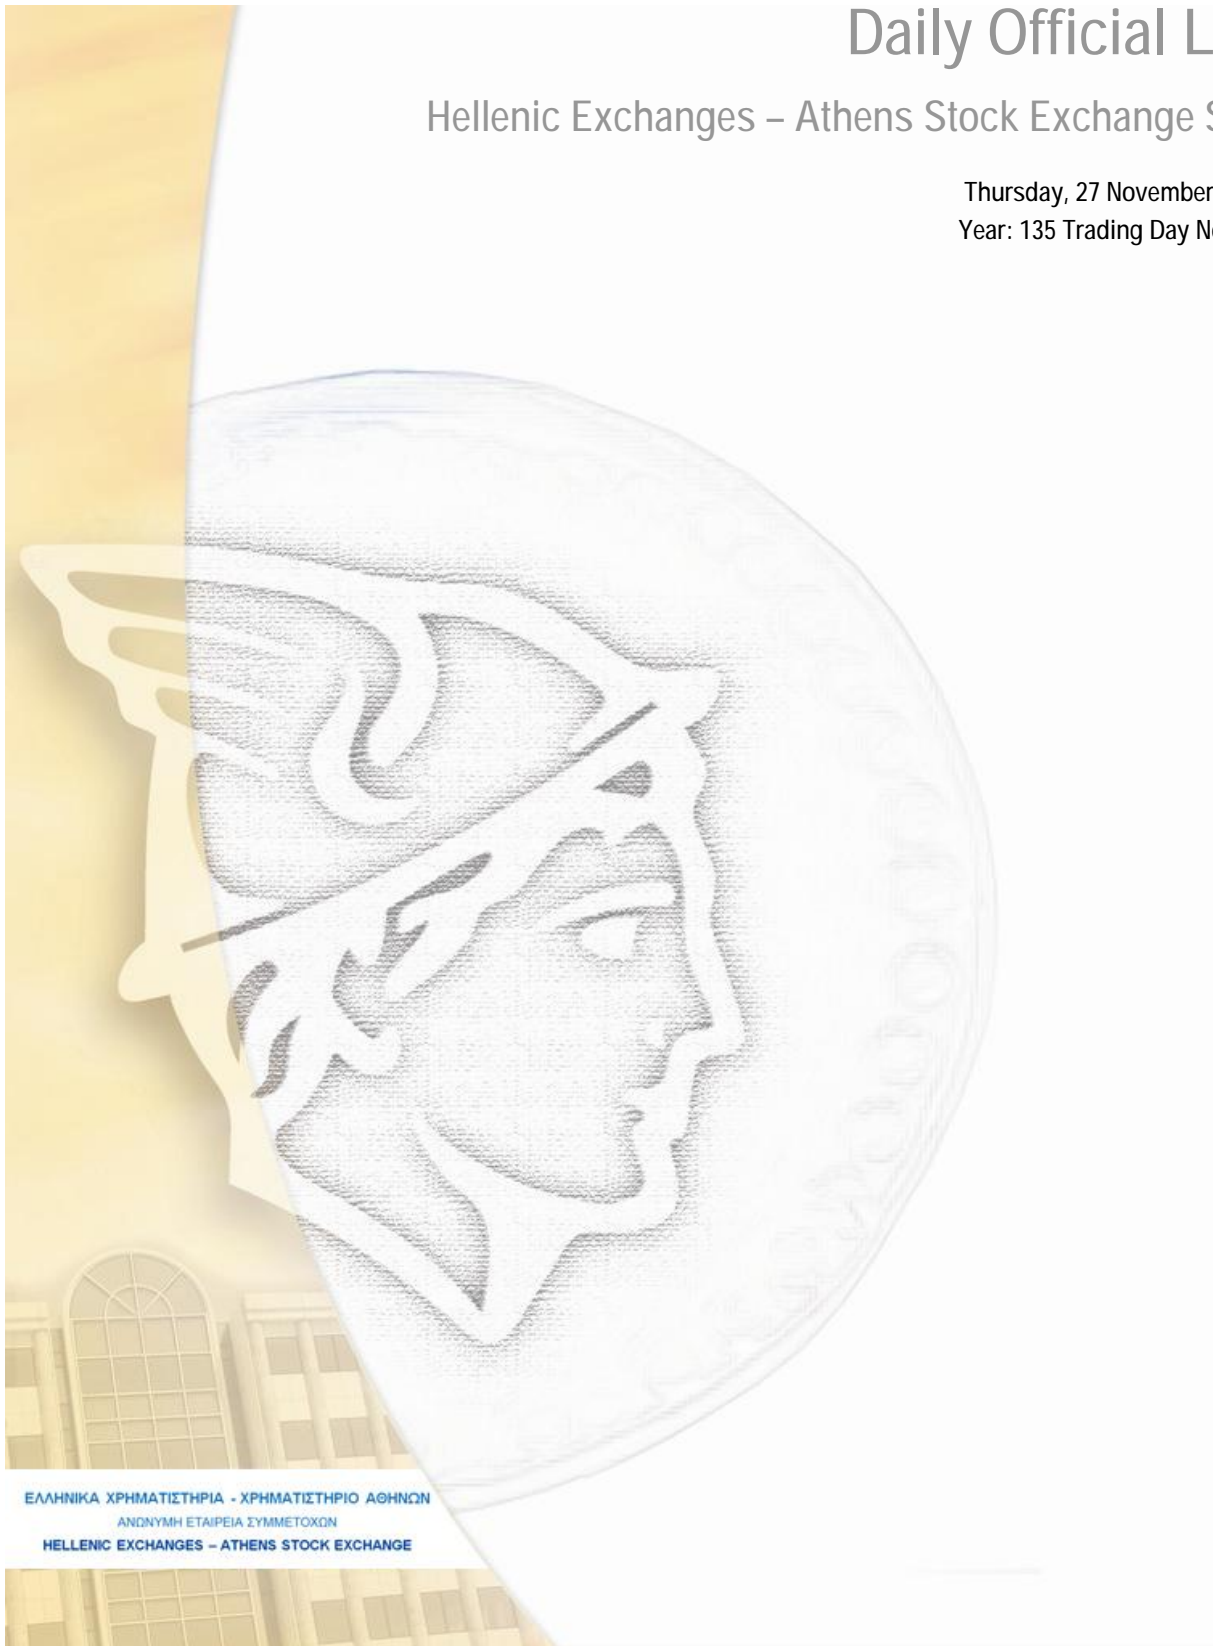 Daily Official L
Hellenic Exchanges – Athens Stock Exchange S
Thursday, 27 November
Year: 135 Trading Day N
ΕΛΛΗΝΙΚΑ ΧΡΗΜΑΤΙΣΤΗΡΙΑ - ΧΡΗΜΑΤΙΣΤΗΡΙΟ ΑΘΗΝΩΝ
ΑΝΩΝΥΜΗ ΕΤΑΙΡΕΙΑ ΣΥΜΜΕΤΟΧΩΝ
HELLENIC EXCHANGES – ATHENS STOCK EXCHANGE